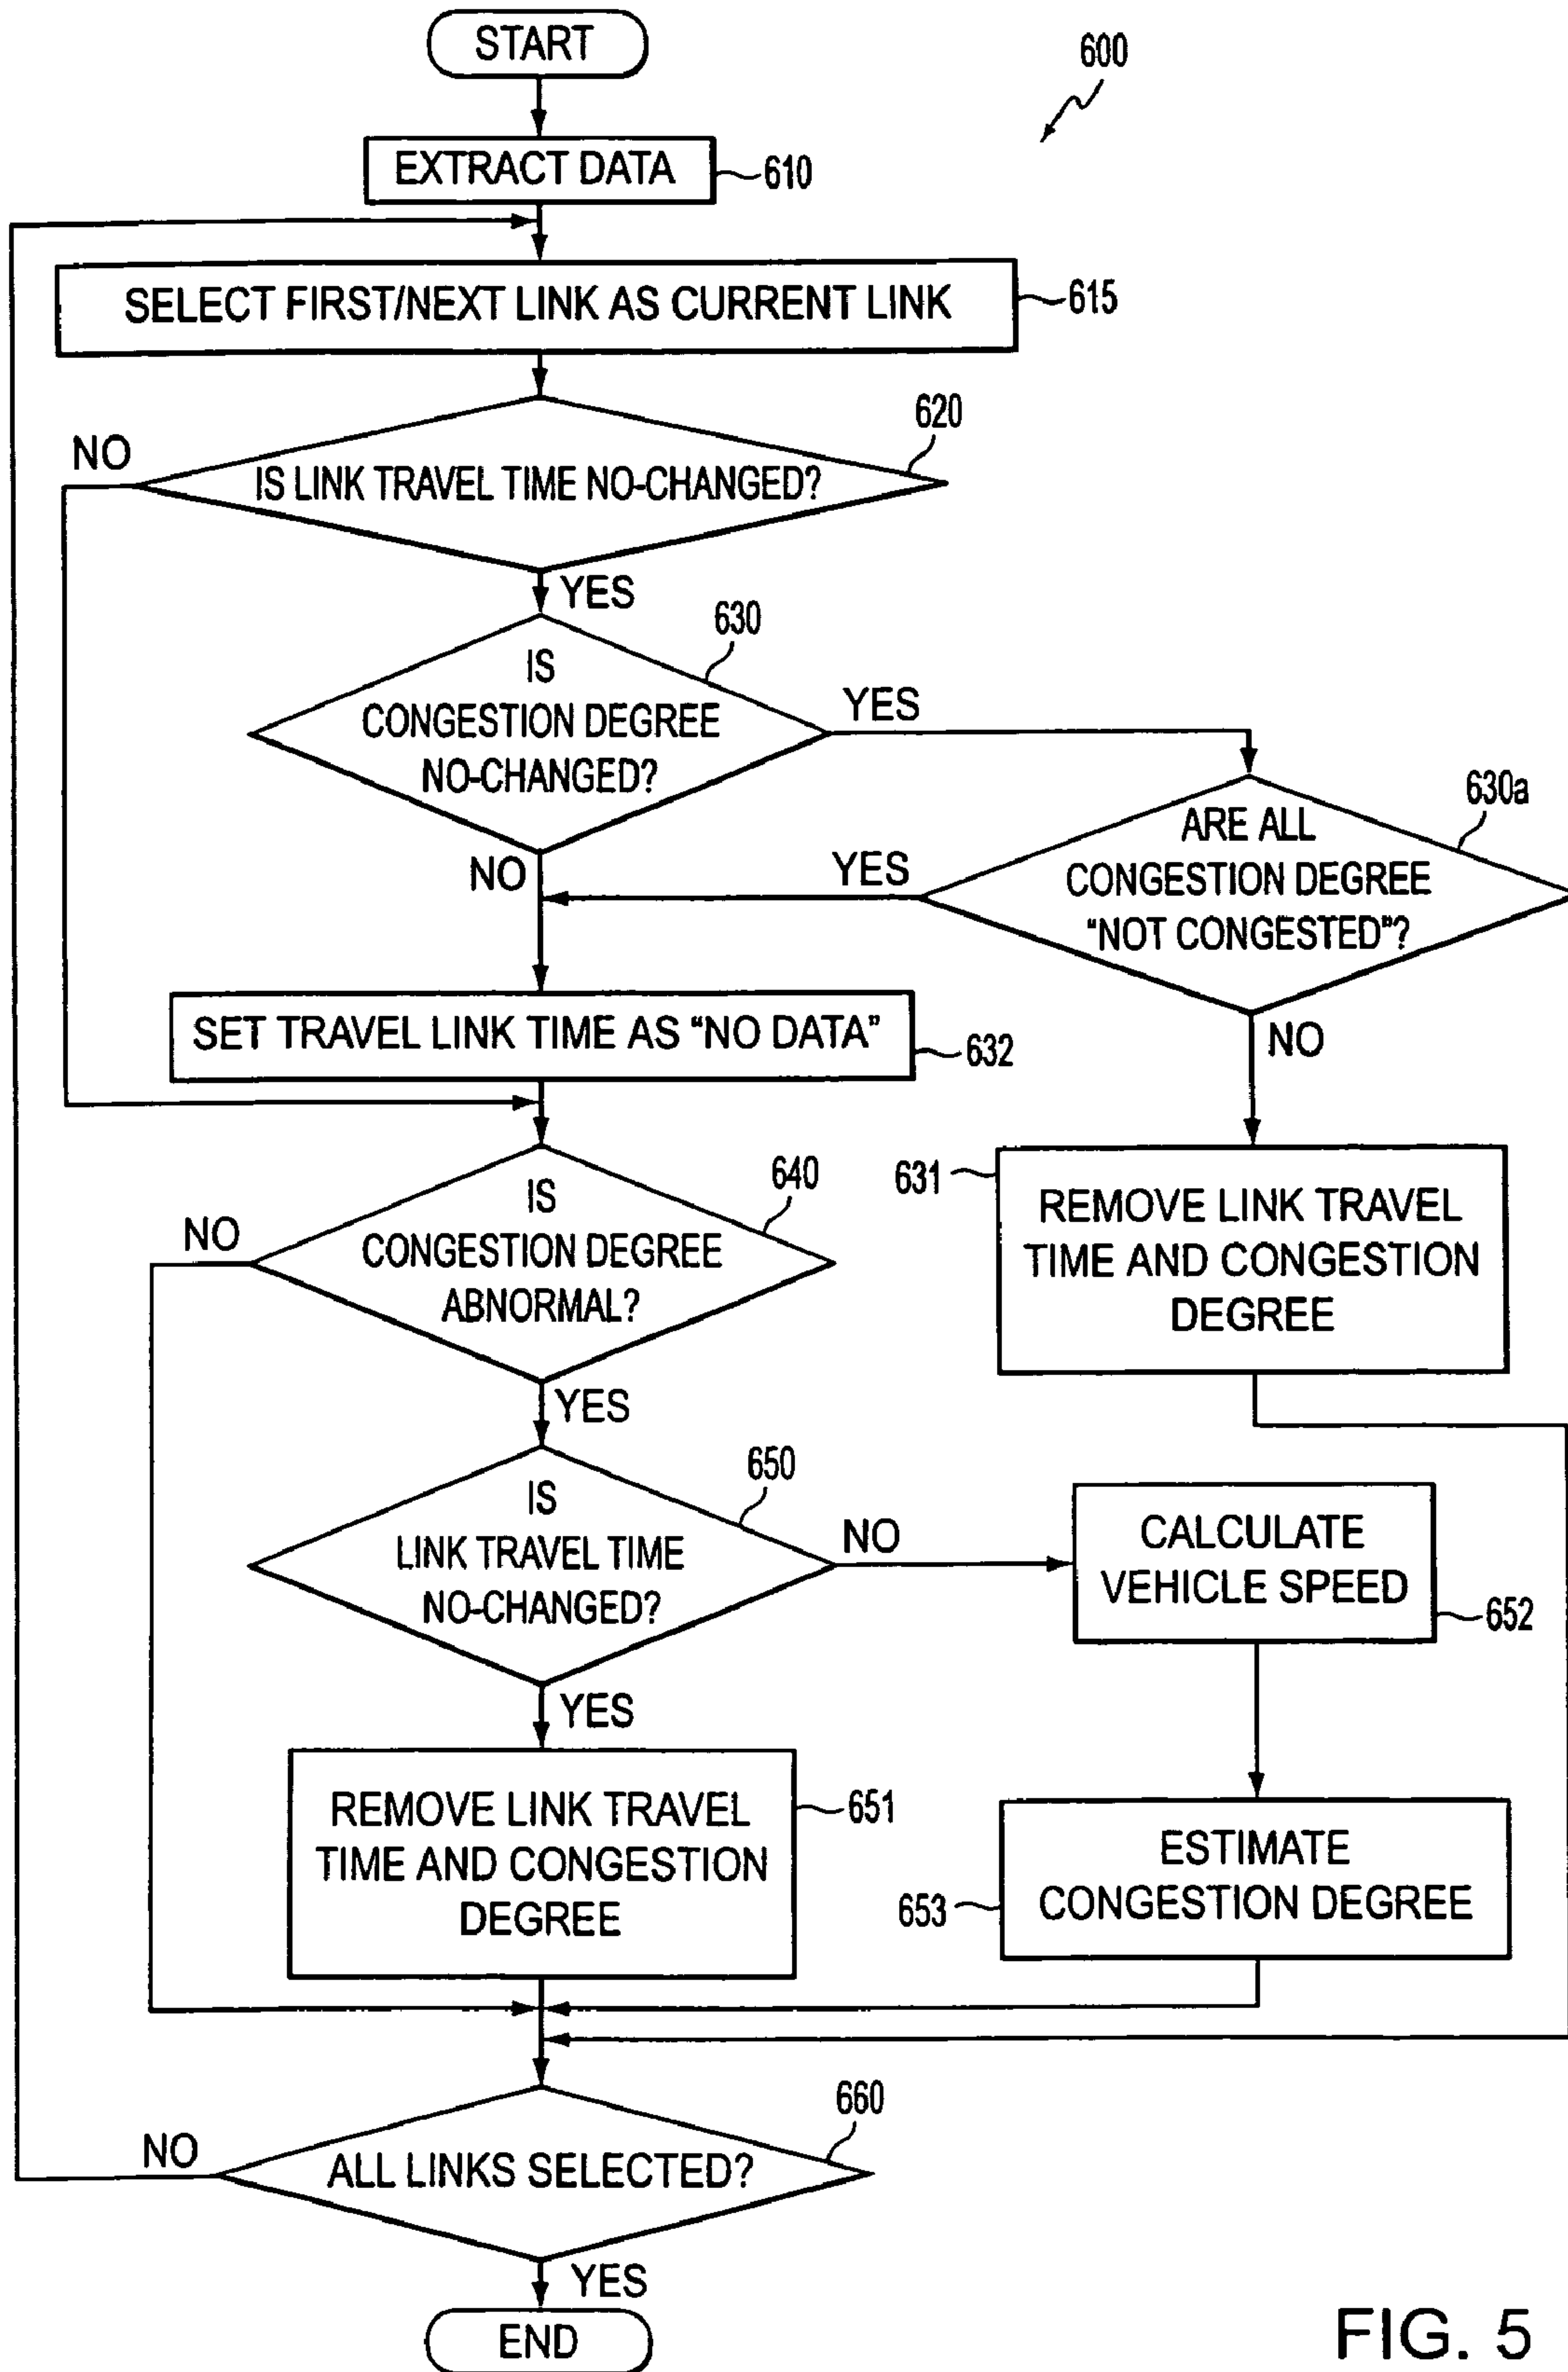 START
600
EXTRACT DATA
610
SELECT FIRST/NEXT LINK AS CURRENT LINK
615
620
NO
IS LINK TRAVEL TIME NO-CHANGED?
YES
630
IS
CONGESTION DEGREE
NO-CHANGED?
YES
630a
ARE ALL
CONGESTION DEGREE
"NOT CONGESTED"?
YES
NO
NO
SET TRAVEL LINK TIME AS "NO DATA"
632
631
REMOVE LINK TRAVEL
TIME AND CONGESTION
DEGREE
640
IS
CONGESTION DEGREE
ABNORMAL?
NO
YES
650
IS
LINK TRAVEL TIME
NO-CHANGED?
NO
CALCULATE
VEHICLE SPEED
652
YES
REMOVE LINK TRAVEL
TIME AND CONGESTION
DEGREE
651
ESTIMATE
CONGESTION DEGREE
653
660
NO
ALL LINKS SELECTED?
YES
END
FIG. 5